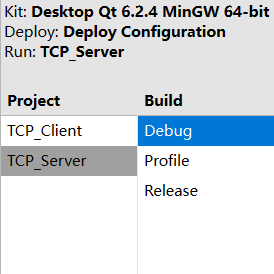 Kit: Desktop Qt 6.2.4 MinGW 64-bit
Deploy: Deploy Configuration
Run: TCP_Server
Project Build
TCP_Client Debug
TCP_Server Profile
Release